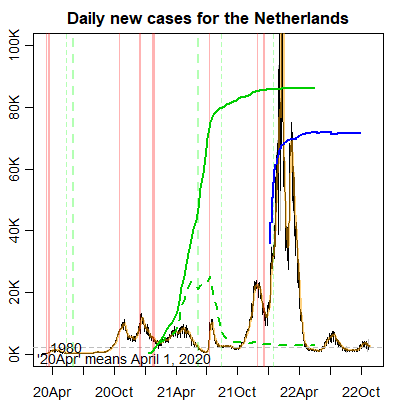 Daily new cases for the Netherlands
100K
80K
60K
40K
20K
0K
1980
'20Apr' means April 1, 2020
20Apr 20Oct 21Apr 21Oct 22Apr 22Oct